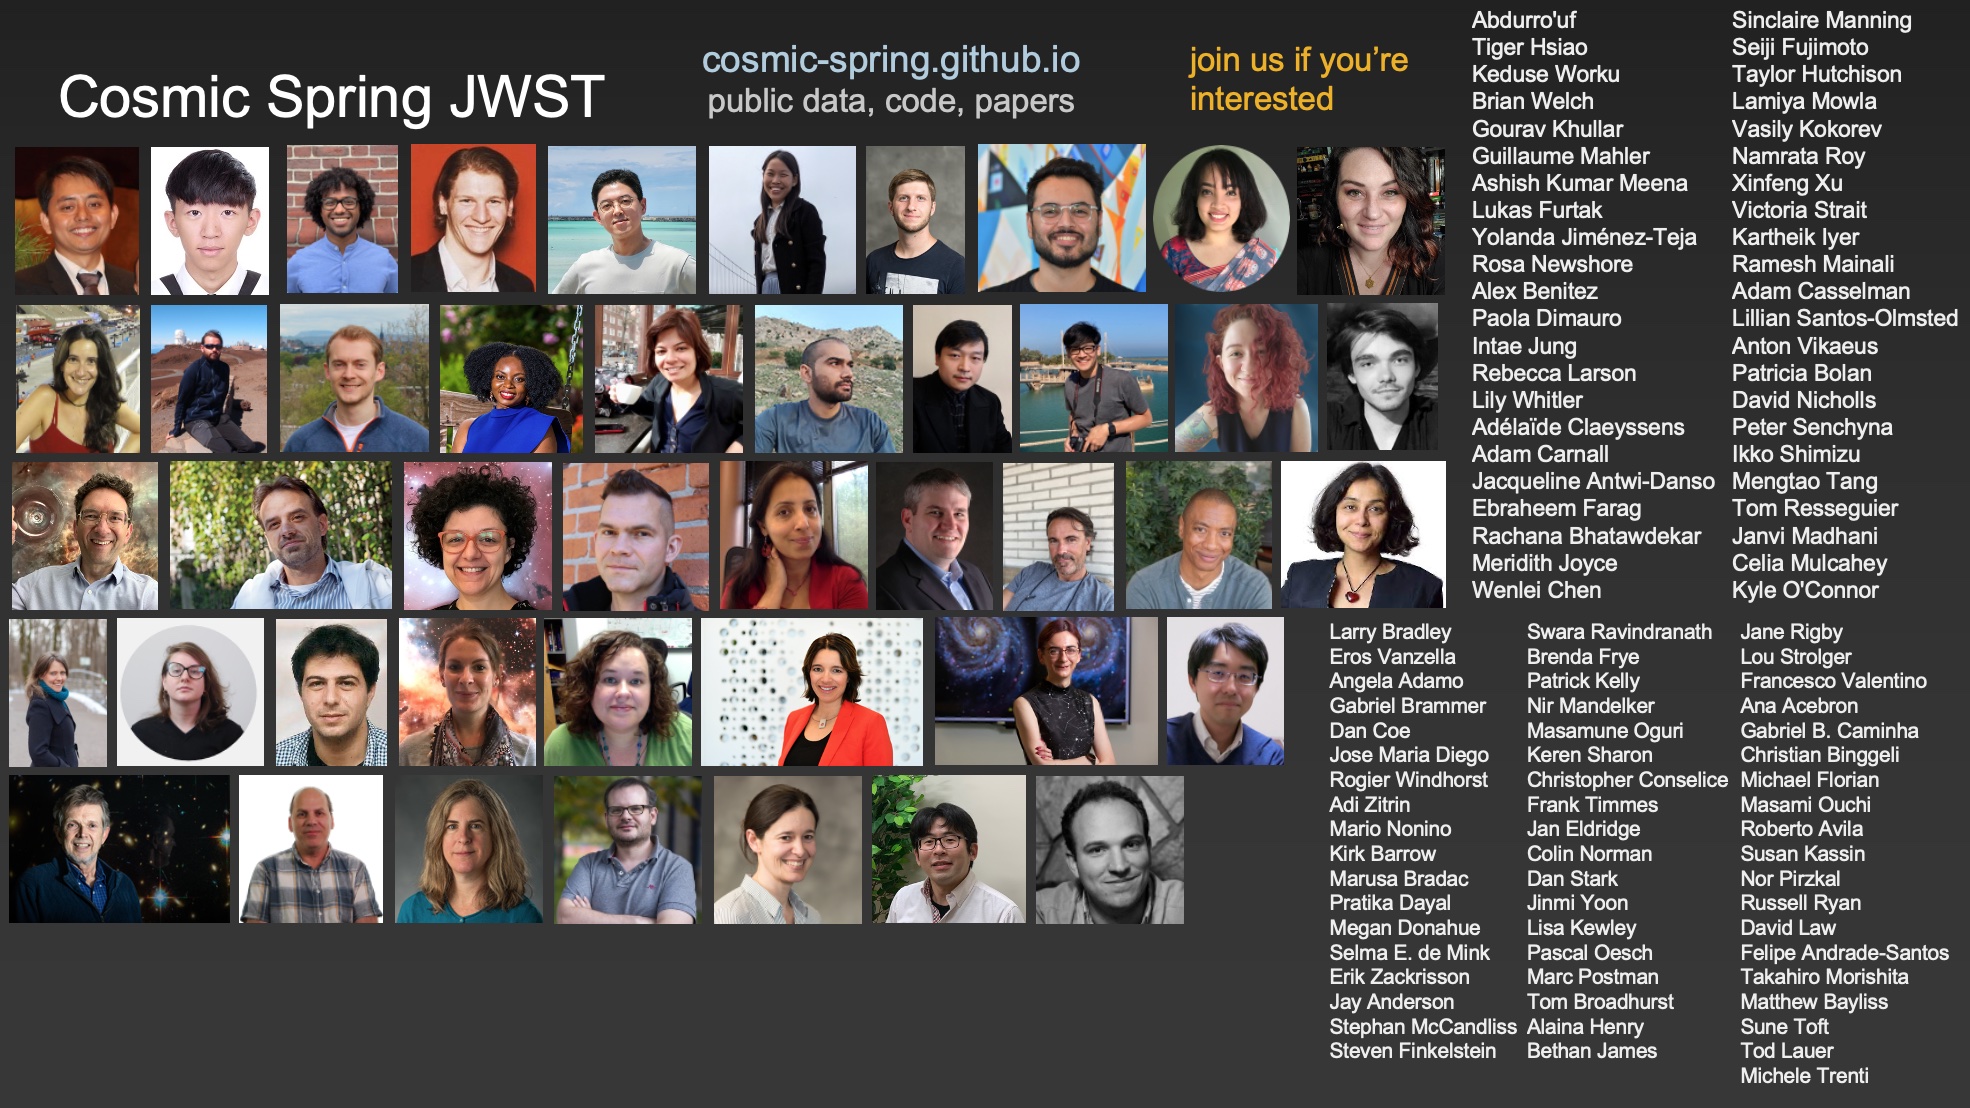 Cosmic Spring JWST
cosmic-spring.github.io
public data, code, papers
join us if you're
interested
Abdurro'uf
Tiger Hsiao
Keduse Worku
Brian Welch
Gourav Khullar
Guillaume Mahler
Ashish Kumar Meena
Lukas Furtak
Yolanda Jiménez-Teja
Rosa Newshore
Alex Benitez
Paola Dimauro
Intae Jung
Rebecca Larson
Lily Whitler
Adélaïde Claeyssens
Adam Carnall
Jacqueline Antwi-Danso
Ebraheem Farag
Rachana Bhatawdekar
Meridith Joyce
Wenlei Chen
Sinclaire Manning
Seiji Fujimoto
Taylor Hutchison
Lamiya Mowla
Vasily Kokorev
Namrata Roy
Xinfeng Xu
Victoria Strait
Kartheik Iyer
Ramesh Mainali
Adam Casselman
Lillian Santos-Olmsted
Anton Vikaeus
Patricia Bolan
David Nicholls
Peter Senchyna
Ikko Shimizu
Mengtao Tang
Tom Resseguier
Janvi Madhani
Celia Mulcahey
Kyle O'Connor
Larry Bradley
Eros Vanzella
Angela Adamo
Gabriel Brammer
Dan Coe
Jose Maria Diego
Rogier Windhorst
Adi Zitrin
Mario Nonino
Kirk Barrow
Marusa Bradac
Pratika Dayal
Megan Donahue
Selma E. de Mink
Erik Zackrisson
Jay Anderson
Stephan McCandliss
Steven Finkelstein
Swara Ravindranath
Brenda Frye
Patrick Kelly
Nir Mandelker
Masamune Oguri
Keren Sharon
Christopher Conselice
Frank Timmes
Jan Eldridge
Colin Norman
Dan Stark
Jinmi Yoon
Lisa Kewley
Pascal Oesch
Marc Postman
Tom Broadhurst
Alaina Henry
Bethan James
Jane Rigby
Lou Strolger
Francesco Valentino
Ana Acebron
Gabriel B. Caminha
Christian Binggeli
Michael Florian
Masami Ouchi
Roberto Avila
Susan Kassin
Nor Pirzkal
Russell Ryan
David Law
Felipe Andrade-Santos
Takahiro Morishita
Matthew Bayliss
Sune Toft
Tod Lauer
Michele Trenti